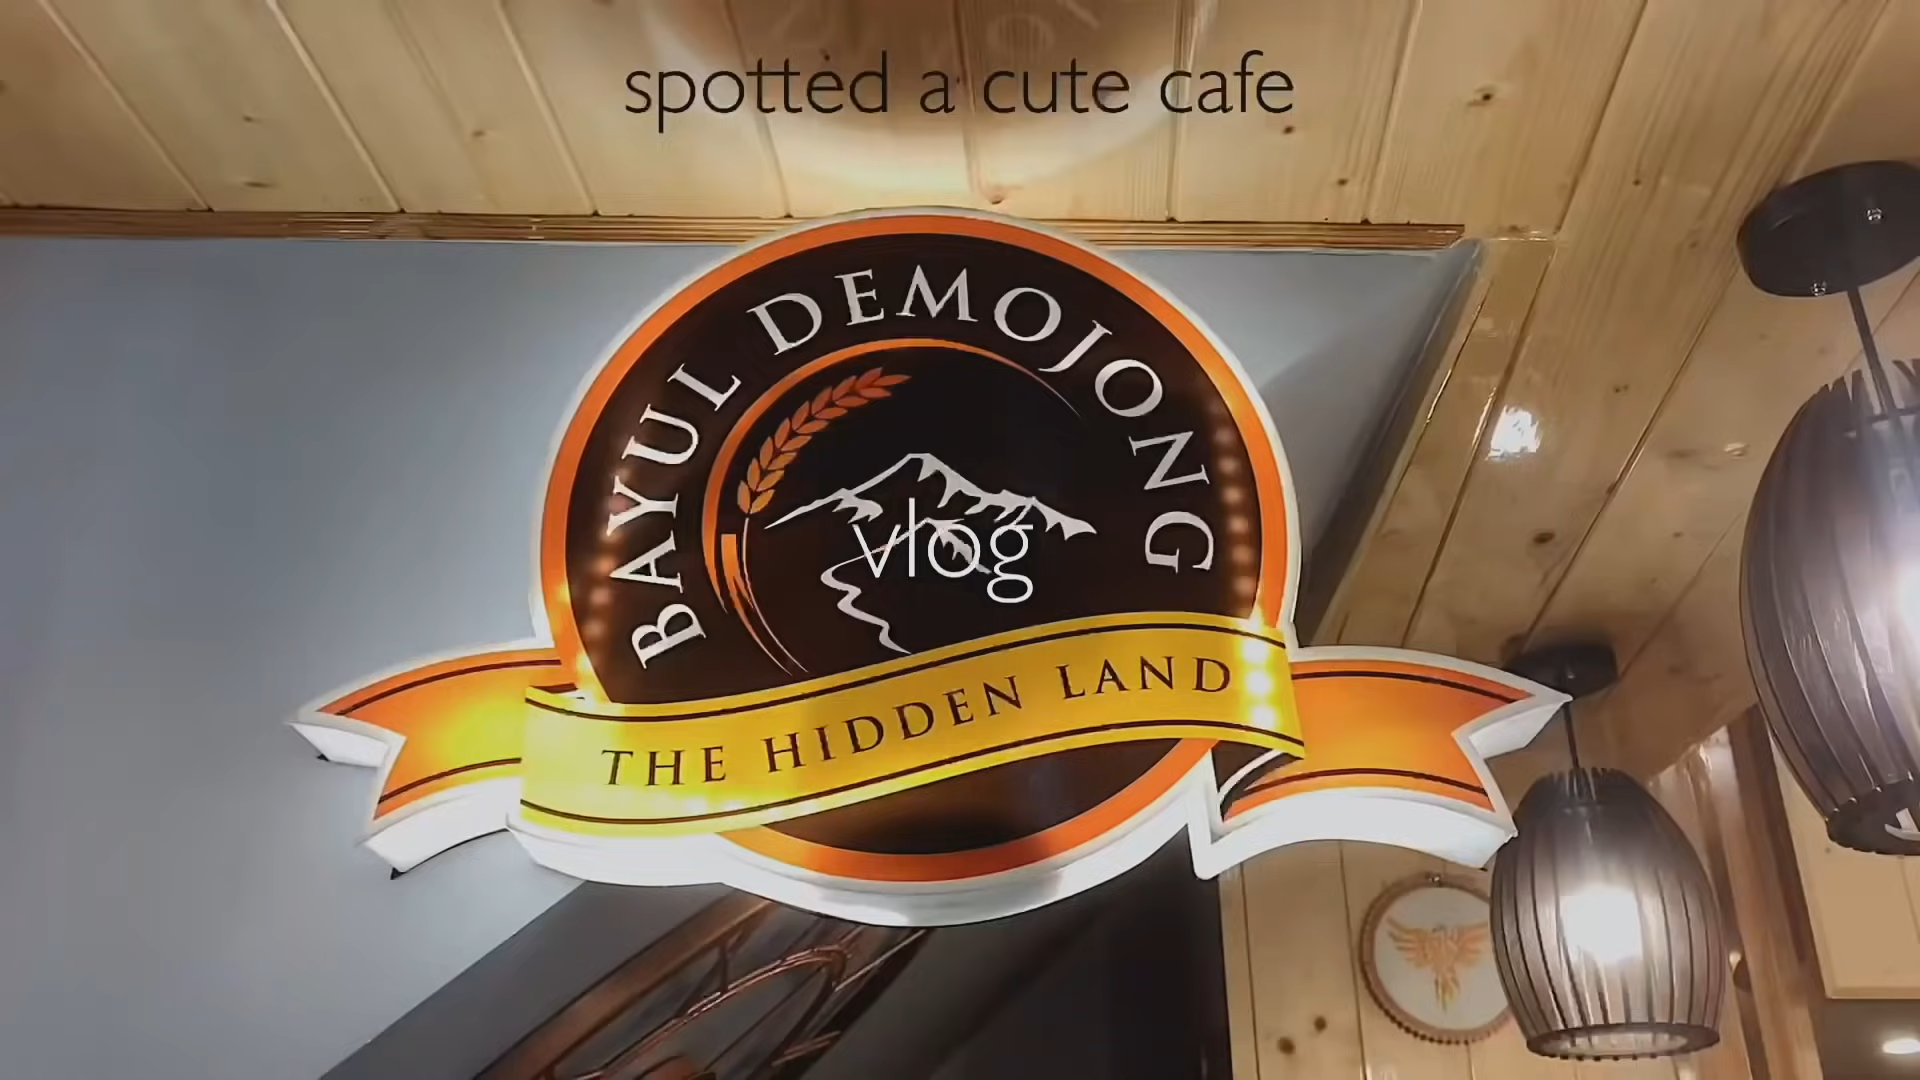 spotted a cute cafe
BAYUL DEMOJONG
vlog
THE HIDDEN LAND